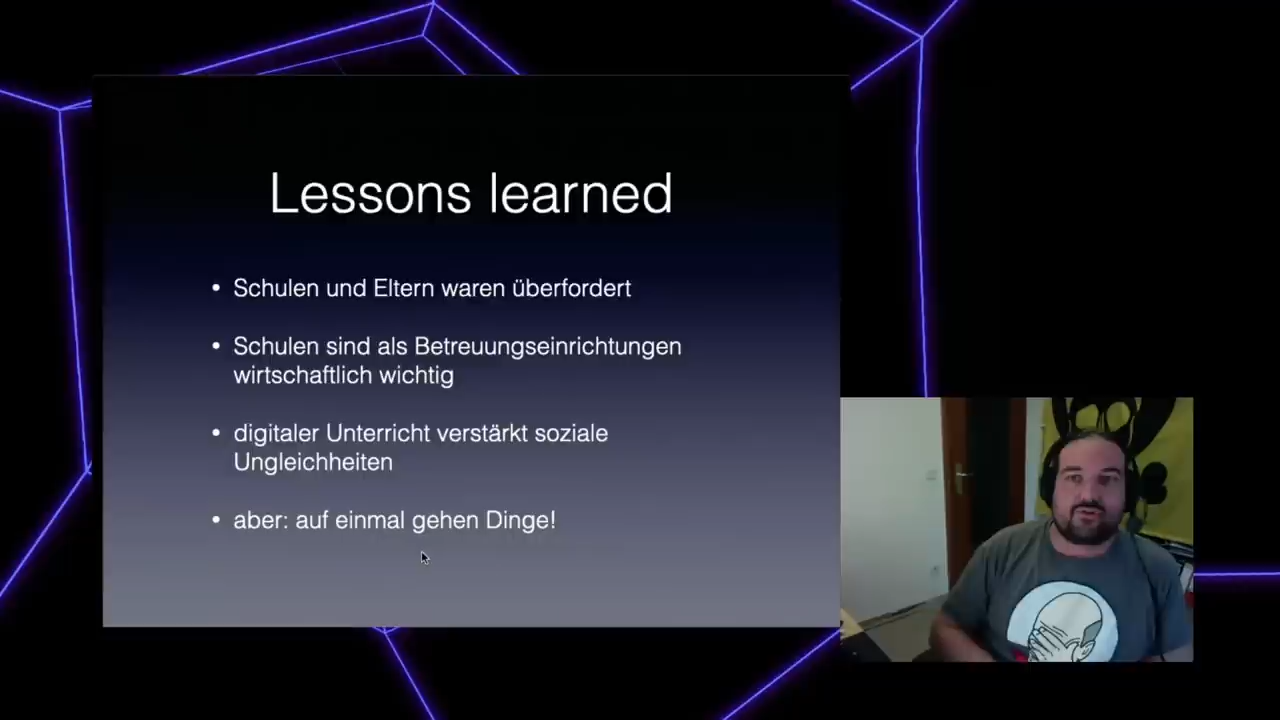 Lessons learned
• Schulen und Eltern waren überfordert
• Schulen sind als Betreuungseinrichtungen
wirtschaftlich wichtig
• digitaler Unterricht verstärkt soziale
Ungleichheiten
• aber: auf einmal gehen Dinge!